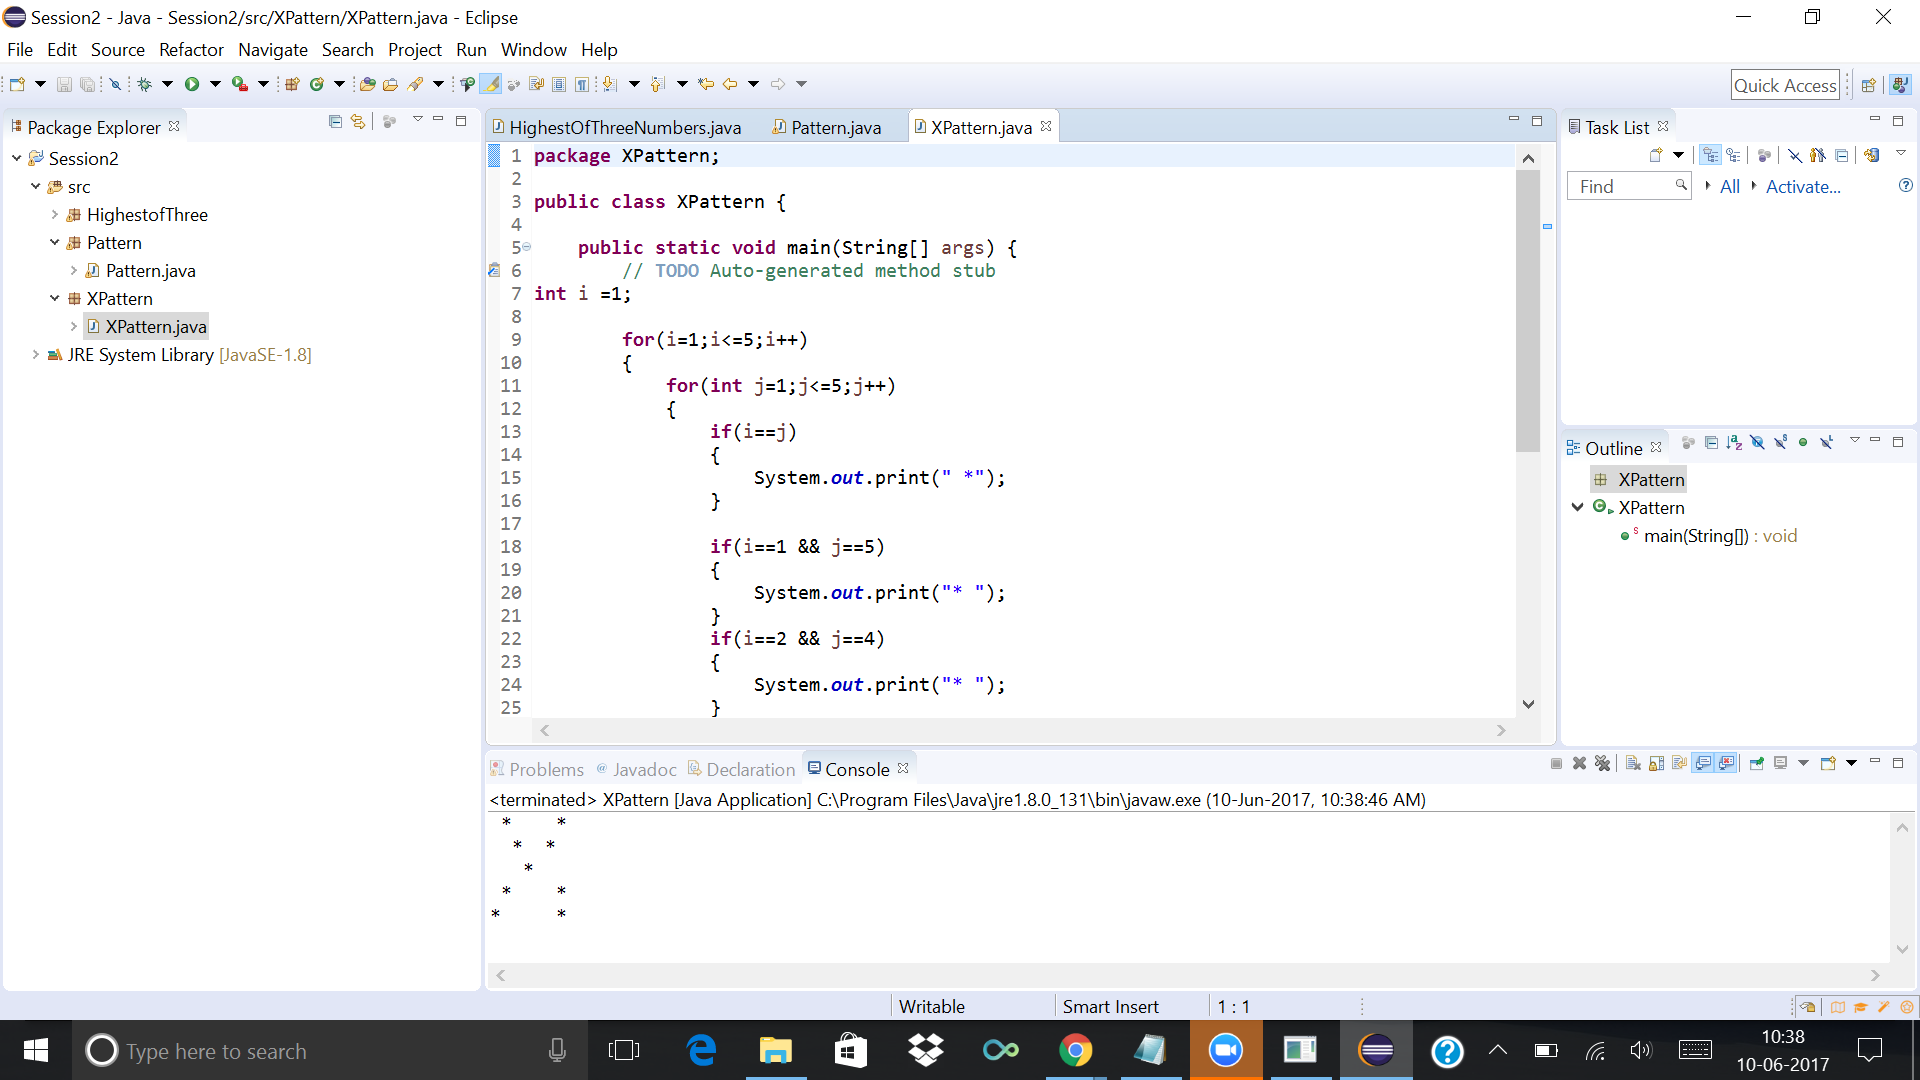 Session2 - Java - Session2/src/XPattern/XPattern.java - Eclipse
File Edit Source Refactor Navigate Search Project Run Window Help
Quick Access
Package Explorer
Session2
src
HighestofThree
Pattern
Pattern.java
XPattern
XPattern.java
JRE System Library [JavaSE-1.8]
HighestOfThreeNumbers.java Pattern.java XPattern.java
1 package XPattern;
2
3 public class XPattern {
4
5 public static void main(String[] args) {
6 // TODO Auto-generated method stub
7 int i =1;
8
9 for(i=1;i<=5;i++)
10 {
11 for(int j=1;j<=5;j++)
12 {
13 if(i==j)
14 {
15 System.out.print(" *");
16 }
17
18 if(i==1 && j==5)
19 {
20 System.out.print("* ");
21 }
22 if(i==2 && j==4)
23 {
24 System.out.print("* ");
25 }
Task List
Find All Activate...
Outline
XPattern
XPattern
main(String[]) : void
Problems Javadoc Declaration Console
<terminated> XPattern [Java Application] C:\Program Files\Java\jre1.8.0_131\bin\javaw.exe (10-Jun-2017, 10:38:46 AM)
*    *
*  *
*
*    *
*     *
Writable Smart Insert 1 : 1
Type here to search
10:38
10-06-2017